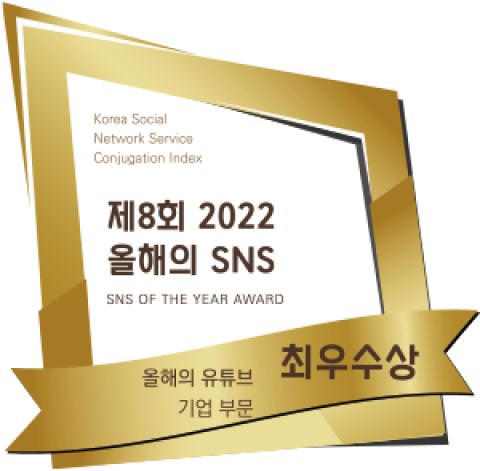 Korea Social
Network Service
Conjugation Index
제8회 2022
올해의 SNS
SNS OF THE YEAR AWARD
올해의 유튜브
기업 부문
최우수상